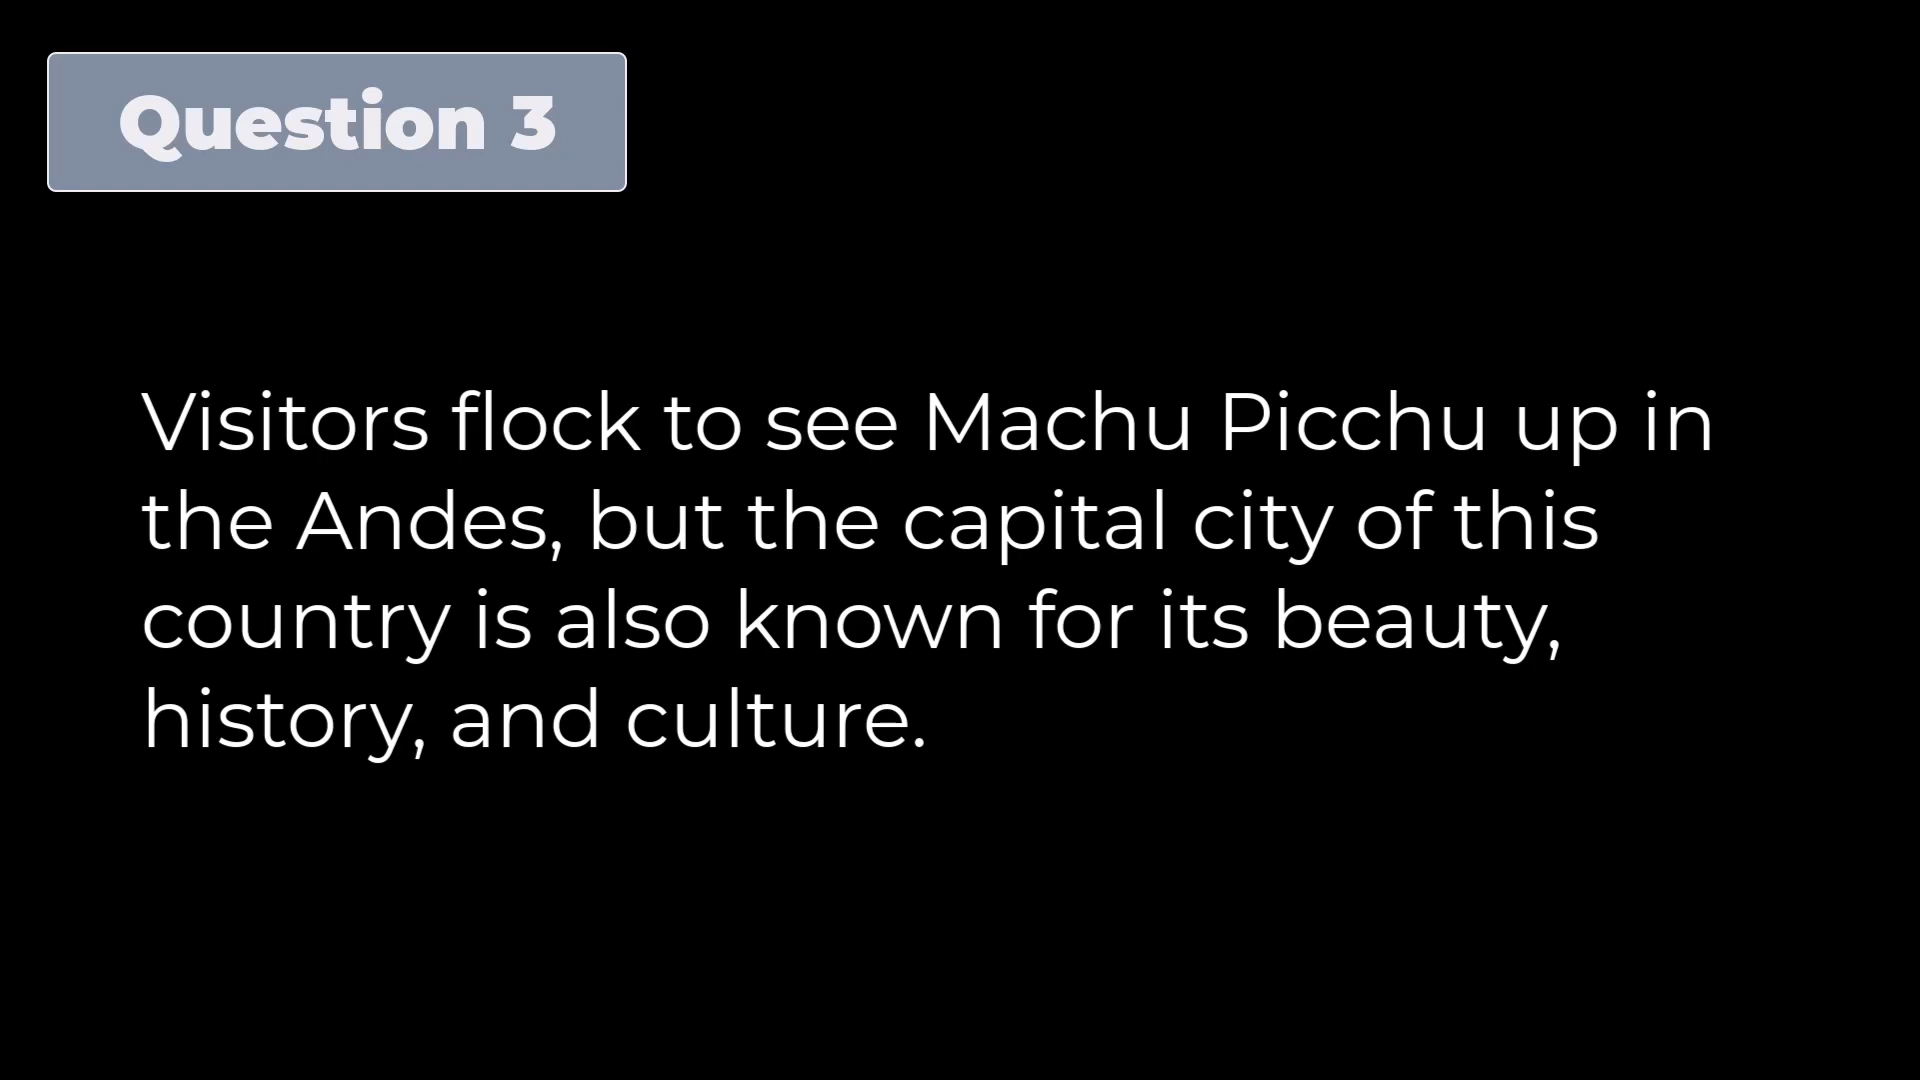 Question 3
Visitors flock to see Machu Picchu up in
the Andes, but the capital city of this
country is also known for its beauty,
history, and culture.